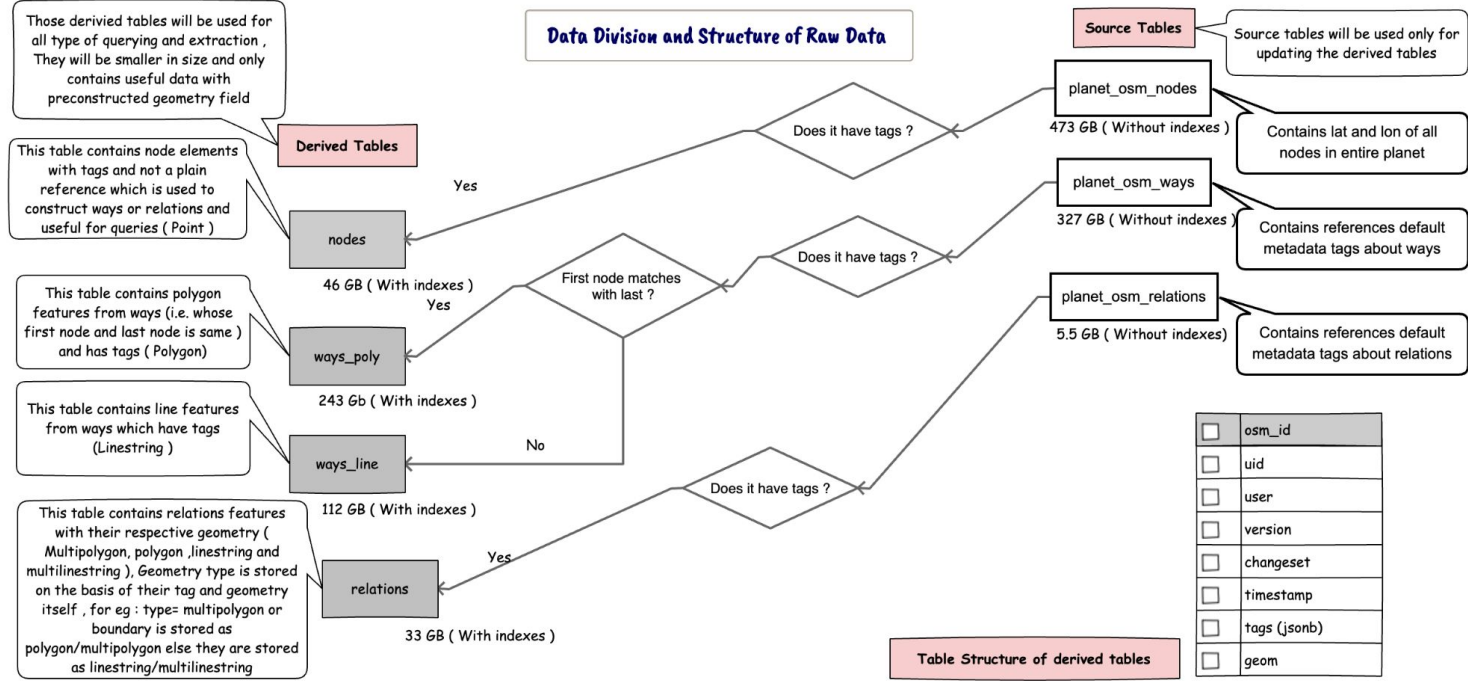 Data Division and Structure of Raw Data
Those derivied tables will be used for
all type of querying and extraction ,
They will be smaller in size and only
contains useful data with
preconstructed geometry field
Derived Tables
This table contains node elements
with tags and not a plain
reference which is used to
construct ways or relations and
useful for queries ( Point )
nodes
46 GB ( With indexes )
This table contains polygon
features from ways (i.e. whose
first node and last node is same )
and has tags ( Polygon)
ways_poly
243 Gb ( With indexes )
This table contains line features
from ways which have tags
(Linestring )
ways_line
112 GB ( With indexes )
This table contains relations features
with their respective geometry (
Multipolygon, polygon ,linestring and
multilinestring ), Geometry type is stored
on the basis of their tag and geometry
itself , for eg : type= multipolygon or
boundary is stored as
polygon/multipolygon else they are stored
as linestring/multilinestring
relations
33 GB ( With indexes )
Yes
Does it have tags ?
Yes
First node matches
with last ?
Does it have tags ?
No
Yes
Does it have tags ?
Source Tables
Source tables will be used only for
updating the derived tables
planet_osm_nodes
473 GB ( Without indexes )
Contains lat and lon of all
nodes in entire planet
planet_osm_ways
327 GB ( Without indexes )
Contains references default
metadata tags about ways
planet_osm_relations
5.5 GB ( Without indexes)
Contains references default
metadata tags about relations
Table Structure of derived tables
osm_id
uid
user
version
changeset
timestamp
tags (jsonb)
geom